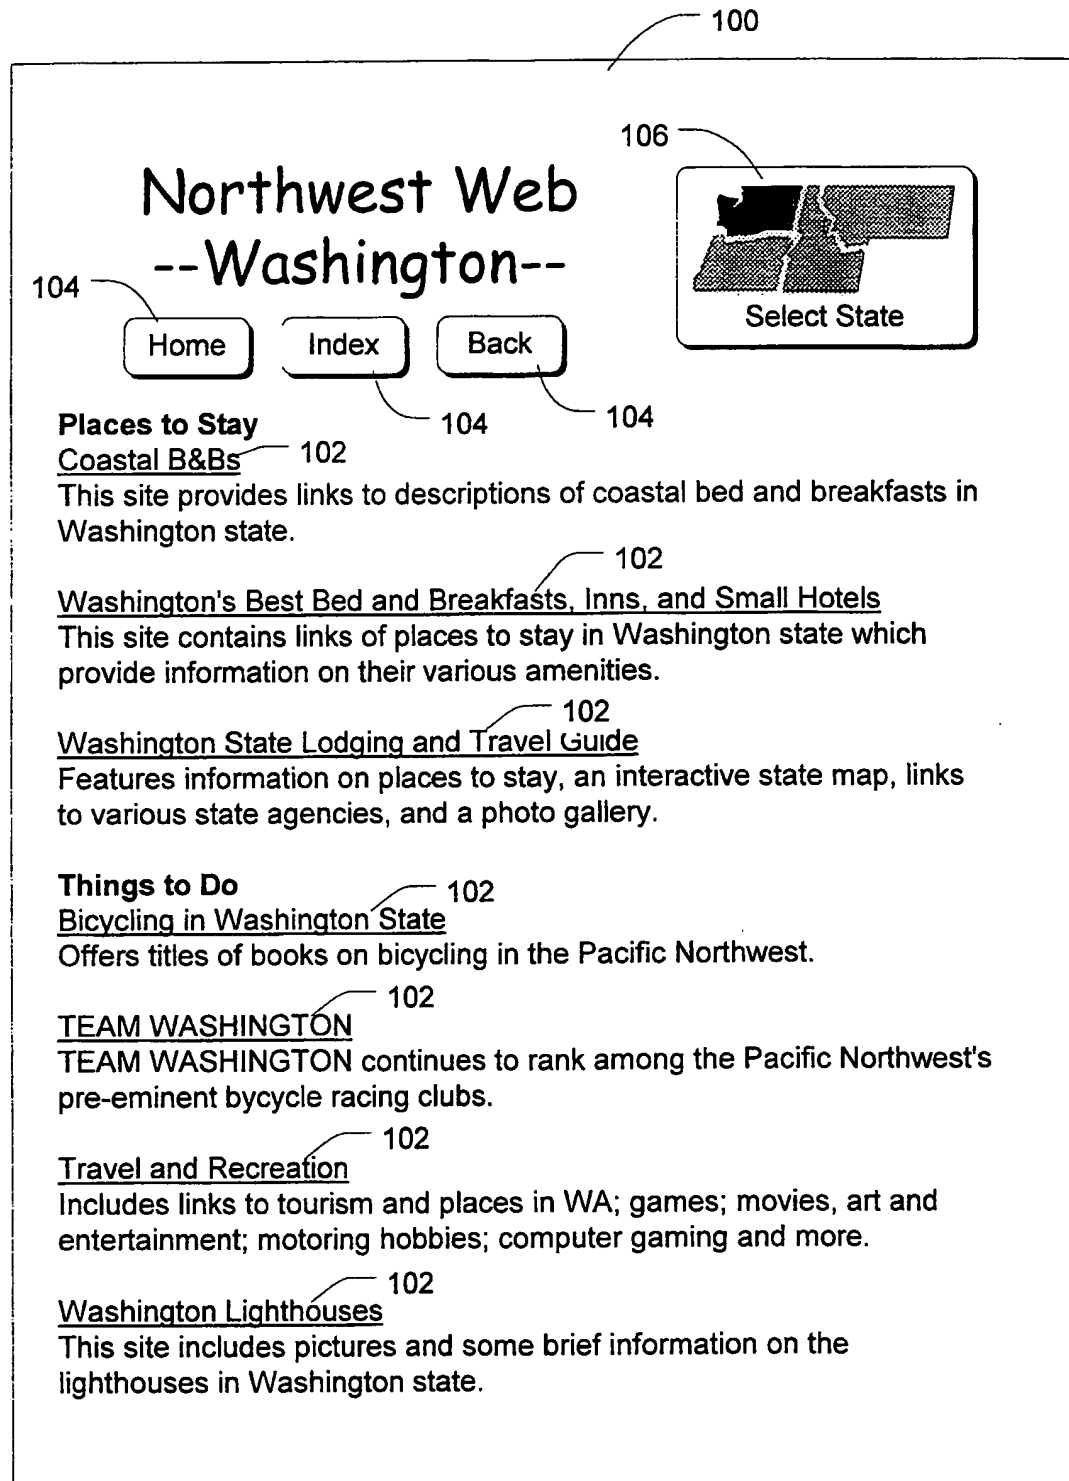 100
106
Northwest Web
--Washington--
104
Select State
Home Index Back
104 104
Places to Stay
Coastal B&Bs 102
This site provides links to descriptions of coastal bed and breakfasts in
Washington state.
102
Washington's Best Bed and Breakfasts, Inns, and Small Hotels
This site contains links of places to stay in Washington state which
provide information on their various amenities.
102
Washington State Lodging and Travel Guide
Features information on places to stay, an interactive state map, links
to various state agencies, and a photo gallery.
Things to Do
102
Bicycling in Washington State
Offers titles of books on bicycling in the Pacific Northwest.
102
TEAM WASHINGTON
TEAM WASHINGTON continues to rank among the Pacific Northwest's
pre-eminent bycycle racing clubs.
102
Travel and Recreation
Includes links to tourism and places in WA; games; movies, art and
entertainment; motoring hobbies; computer gaming and more.
102
Washington Lighthouses
This site includes pictures and some brief information on the
lighthouses in Washington state.